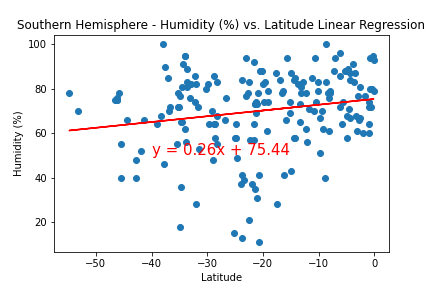 Southern Hemisphere - Humidity (%) vs. Latitude Linear Regression
100
80
60
40
20
Humidity (%)
y = 0.26x + 75.44
−50
−40
−30
−20
−10
0
Latitude